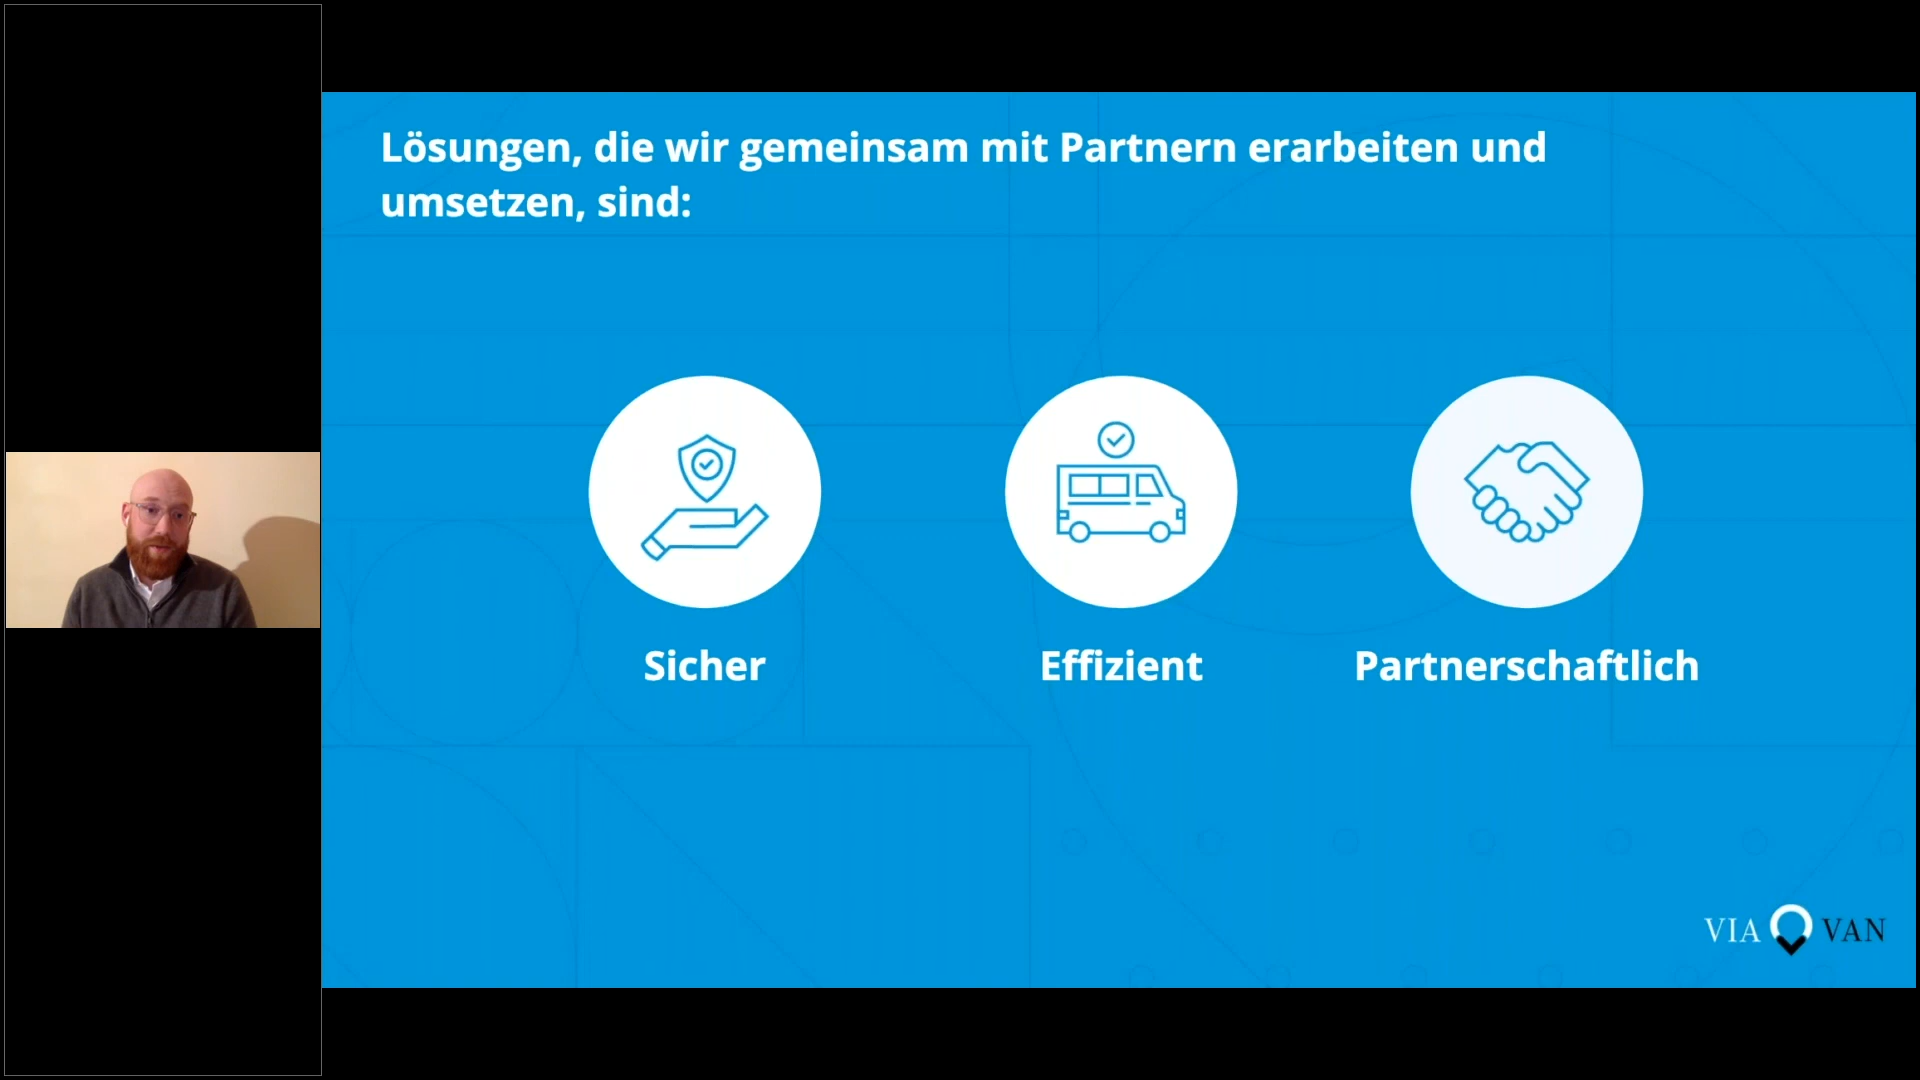 Lösungen, die wir gemeinsam mit Partnern erarbeiten und
umsetzen, sind:
Sicher
Effizient
Partnerschaftlich
VIA VAN